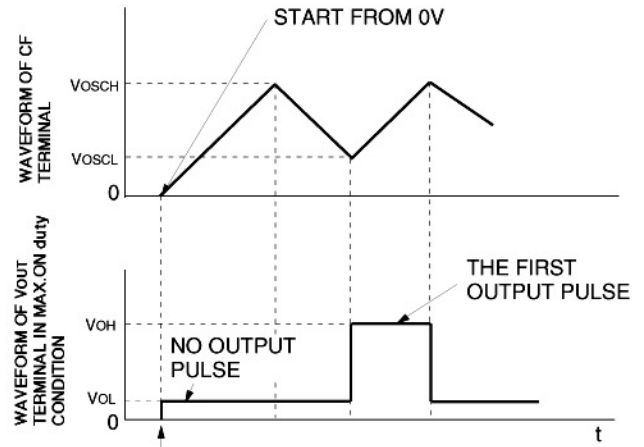 START FROM 0V
WAVEFORM OF CF
TERMINAL
VOSCH
VOSCL
0
WAVEFORM OF VOUT
TERMINAL IN MAX.ON duty
CONDITION
THE FIRST
OUTPUT PULSE
VOH
NO OUTPUT
PULSE
VOL
0
t